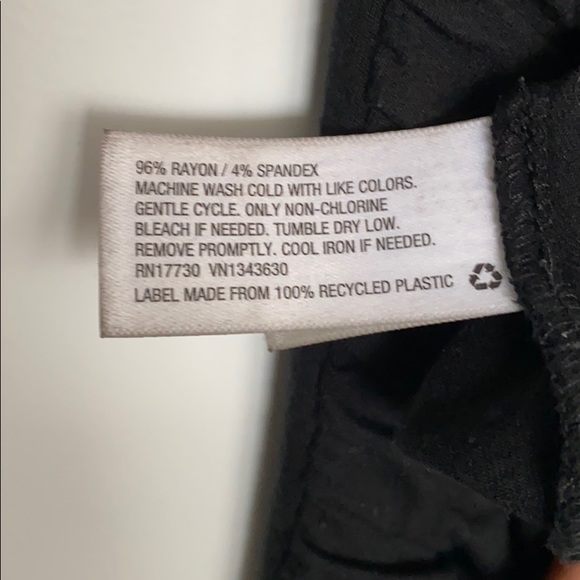 96% RAYON / 4% SPANDEX
MACHINE WASH COLD WITH LIKE COLORS.
GENTLE CYCLE. ONLY NON-CHLORINE
BLEACH IF NEEDED. TUMBLE DRY LOW.
REMOVE PROMPTLY. COOL IRON IF NEEDED.
RN17730 VN1343630
LABEL MADE FROM 100% RECYCLED PLASTIC